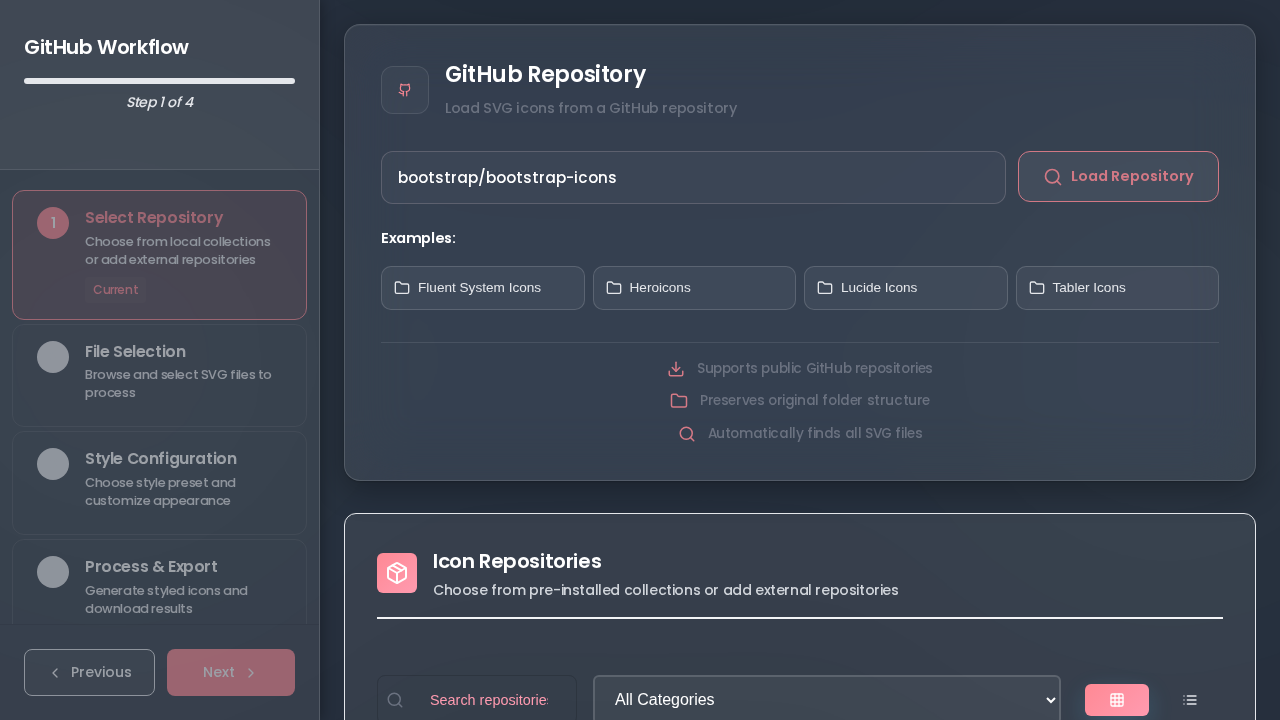 GitHub Workflow
Step 1 of 4
1
Select Repository
Choose from local collections
or add external repositories
Current
File Selection
Browse and select SVG files to
process
Style Configuration
Choose style preset and
customize appearance
Process & Export
Generate styled icons and
download results
Previous
Next
GitHub Repository
Load SVG icons from a GitHub repository
bootstrap/bootstrap-icons
Load Repository
Examples:
Fluent System Icons
Heroicons
Lucide Icons
Tabler Icons
Supports public GitHub repositories
Preserves original folder structure
Automatically finds all SVG files
Icon Repositories
Choose from pre-installed collections or add external repositories
Search repositories
All Categories